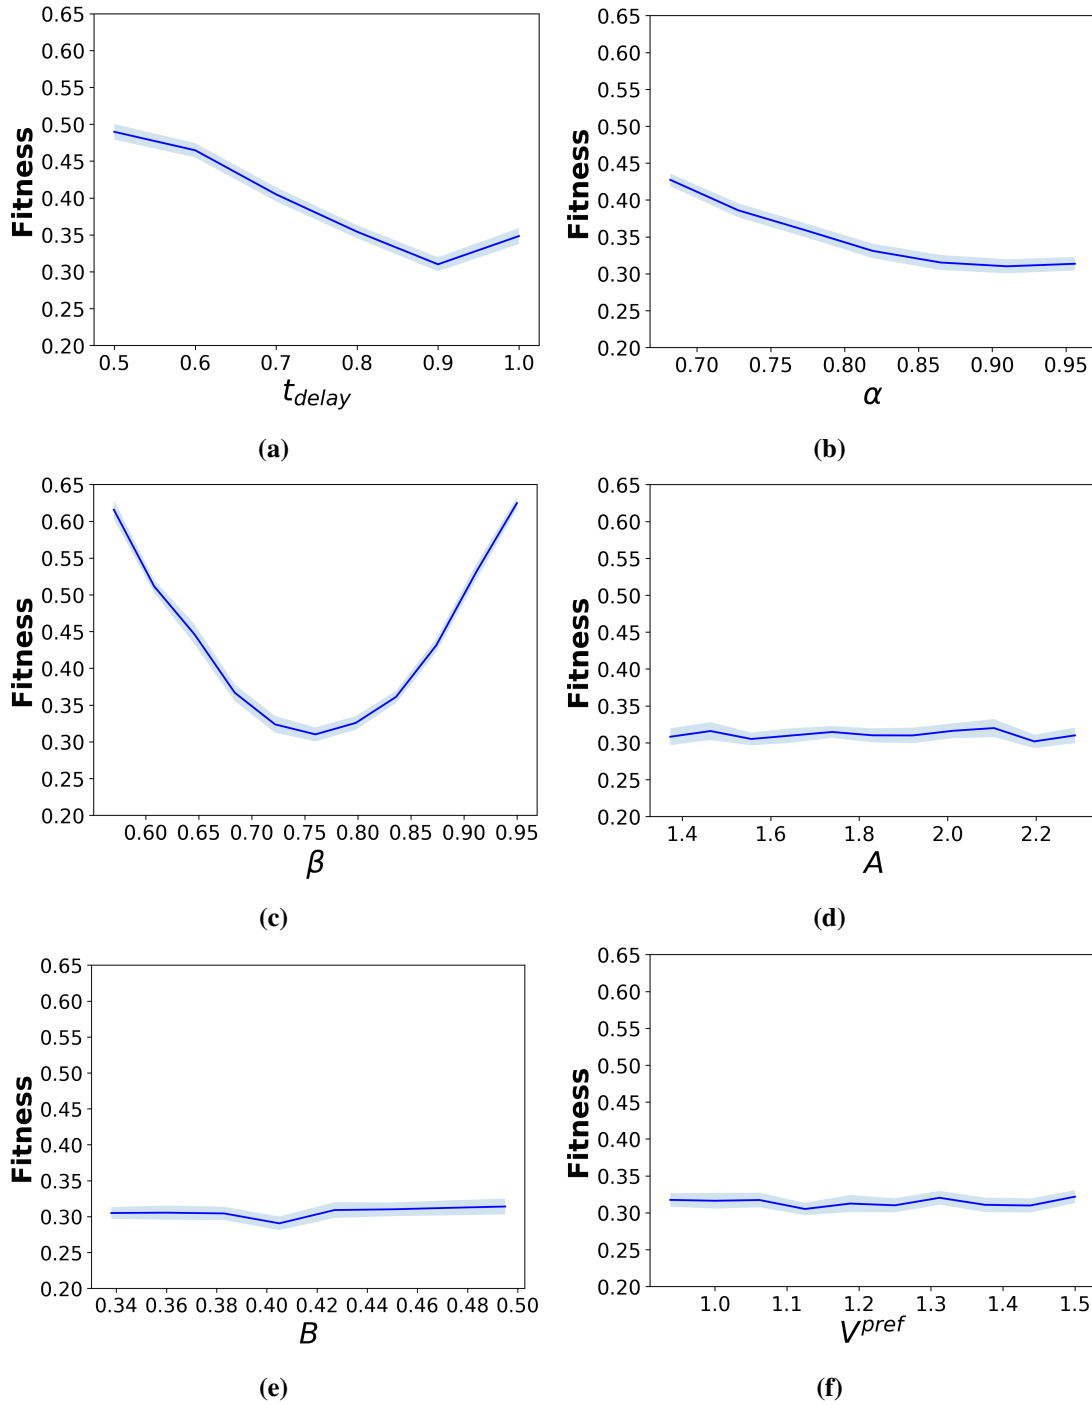 0.65
0.60
0.55
0.50
0.45
0.40
0.35
0.30
0.25
0.20
Fitness
0.5 0.6 0.7 0.8 0.9 1.0
t_delay
(a)
0.65
0.60
0.55
0.50
0.45
0.40
0.35
0.30
0.25
0.20
Fitness
0.70 0.75 0.80 0.85 0.90 0.95
α
(b)
0.65
0.60
0.55
0.50
0.45
0.40
0.35
0.30
0.25
0.20
Fitness
0.60 0.65 0.70 0.75 0.80 0.85 0.90 0.95
β
(c)
0.65
0.60
0.55
0.50
0.45
0.40
0.35
0.30
0.25
0.20
Fitness
1.4 1.6 1.8 2.0 2.2
A
(d)
0.65
0.60
0.55
0.50
0.45
0.40
0.35
0.30
0.25
0.20
Fitness
0.34 0.36 0.38 0.40 0.42 0.44 0.46 0.48 0.50
B
(e)
0.65
0.60
0.55
0.50
0.45
0.40
0.35
0.30
0.25
0.20
Fitness
1.0 1.1 1.2 1.3 1.4 1.5
V^pref
(f)